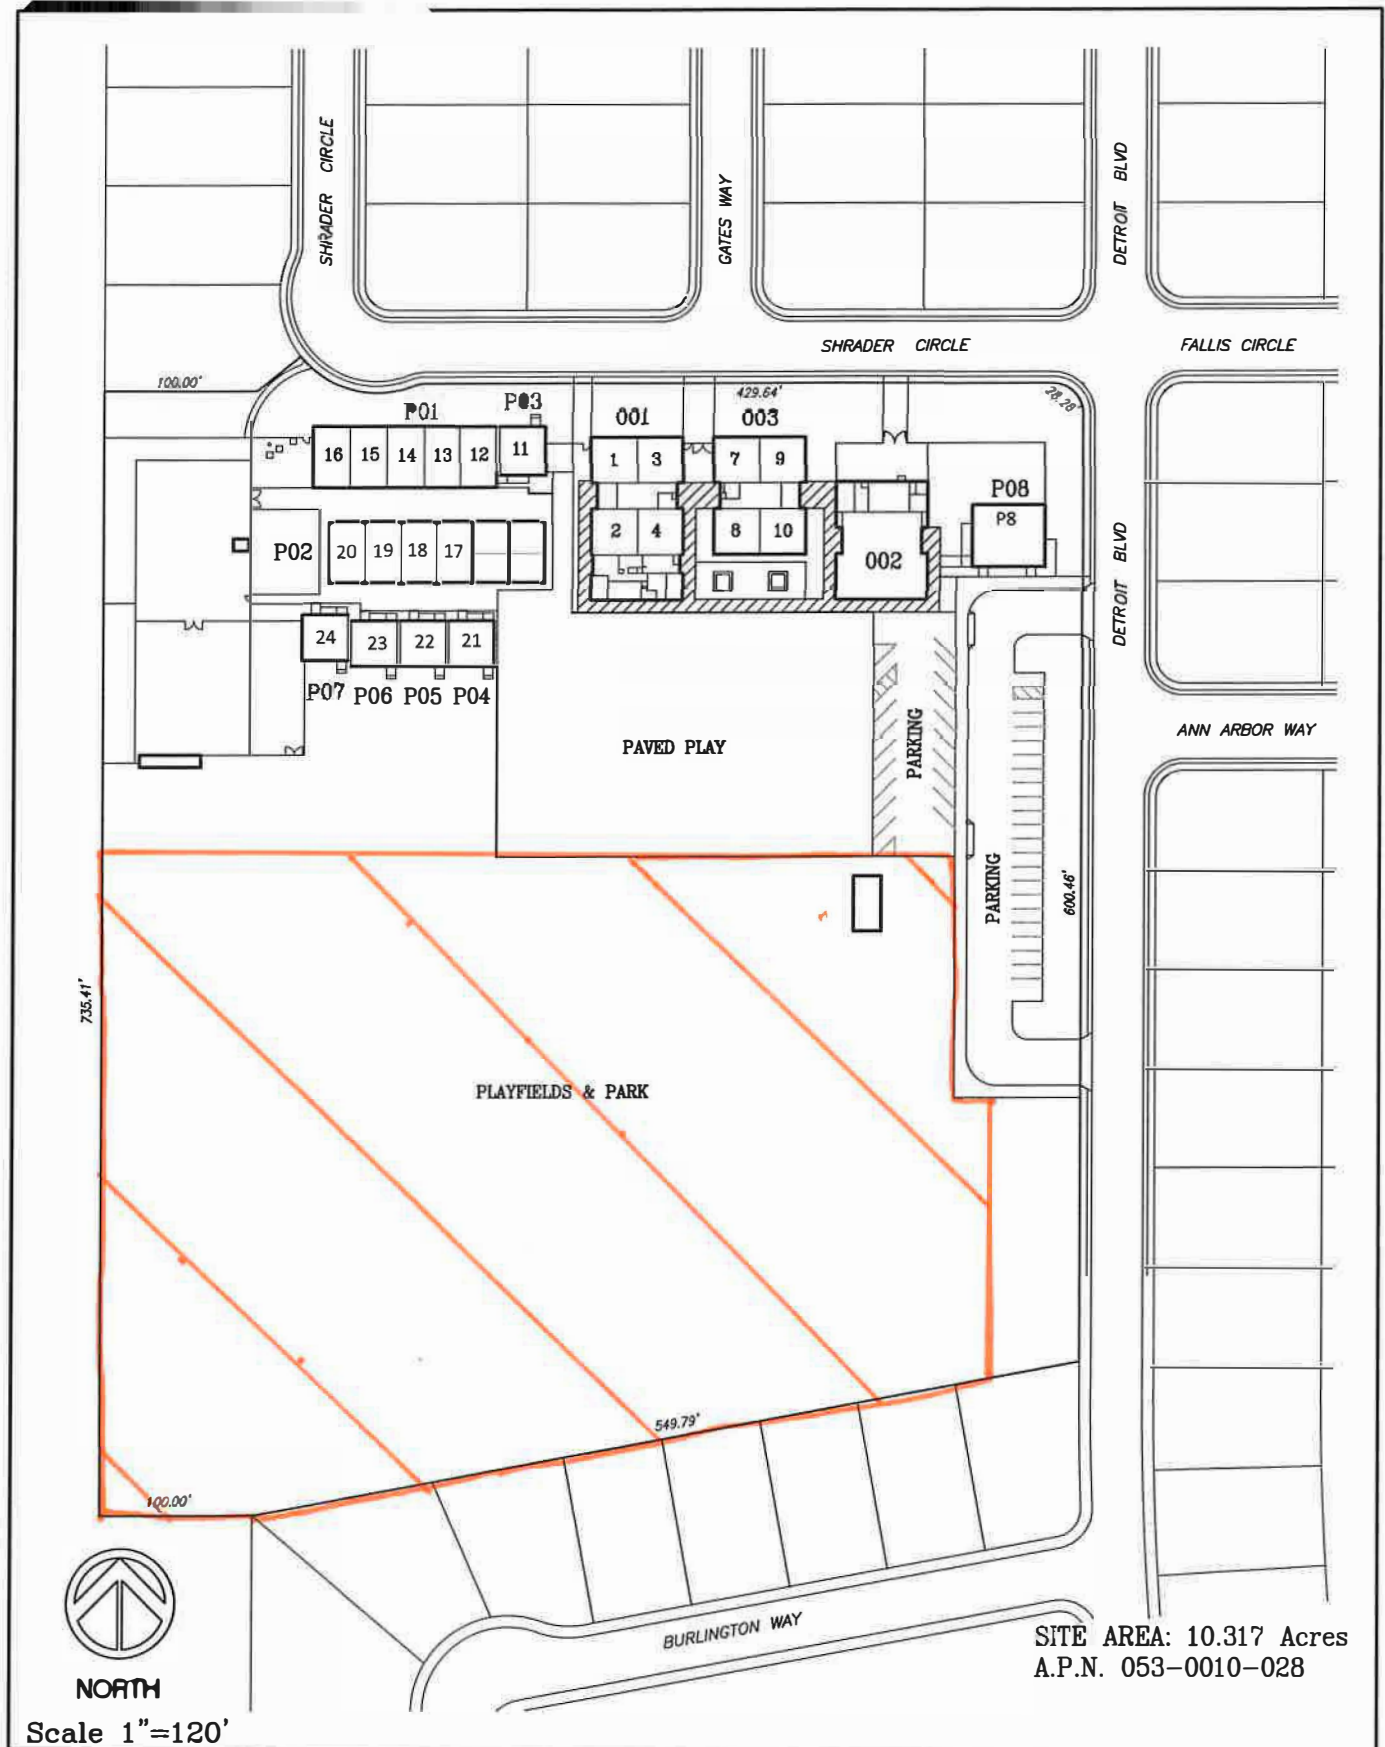 SHRADER CIRCLE
GATES WAY
DETROIT BLVD
SHRADER CIRCLE
FALLIS CIRCLE
100.00'
429.64'
28.28'
P01
P03
001
003
16 15 14 13 12 11
1 3
7 9
P08
P8
2 4
8 10
002
P02
20 19 18 17
DETROIT BLVD
24 23 22 21
P07 P06 P05 P04
PAVED PLAY
PARKING
ANN ARBOR WAY
PARKING
600.46'
735.41'
PLAYFIELDS & PARK
549.79'
100.00'
BURLINGTON WAY
NORTH
Scale 1"=120'
SITE AREA: 10.317 Acres
A.P.N. 053-0010-028